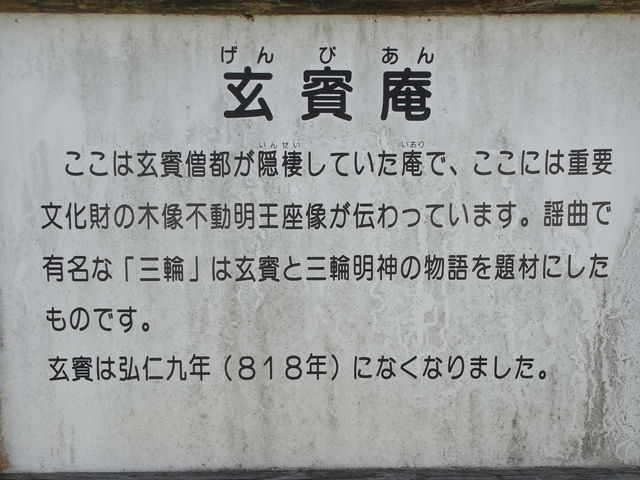 げんぴあん
玄賓庵
いんせい いおり
ここは玄賓僧都が隠棲していた庵で、ここには重要
文化財の木像不動明王座像が伝わっています。謡曲で
有名な「三輪」は玄賓と三輪明神の物語を題材にした
ものです。
玄賓は弘仁九年（818年）になくなりました。